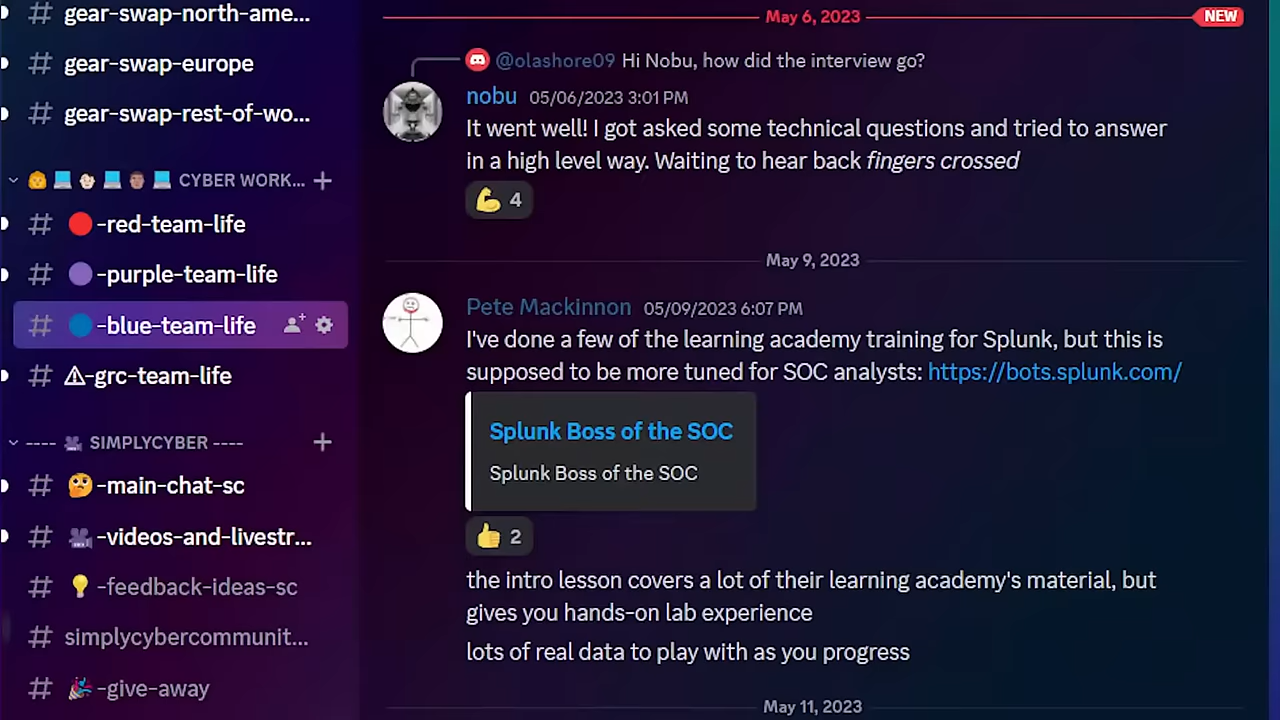 # gear-swap-north-ame...
# gear-swap-europe
# gear-swap-rest-of-wo...
CYBER WORK... +
# -red-team-life
# -purple-team-life
# -blue-team-life
# -grc-team-life
---- SIMPLYCYBER ---- +
# -main-chat-sc
# -videos-and-livestr...
# -feedback-ideas-sc
# simplycybercommunit...
# -give-away
May 6, 2023
NEW
@olashore09 Hi Nobu, how did the interview go?
nobu 05/06/2023 3:01 PM
It went well! I got asked some technical questions and tried to answer
in a high level way. Waiting to hear back fingers crossed
4
May 9, 2023
Pete Mackinnon 05/09/2023 6:07 PM
I've done a few of the learning academy training for Splunk, but this is
supposed to be more tuned for SOC analysts: https://bots.splunk.com/
Splunk Boss of the SOC
Splunk Boss of the SOC
2
the intro lesson covers a lot of their learning academy's material, but
gives you hands-on lab experience
lots of real data to play with as you progress
May 11, 2023